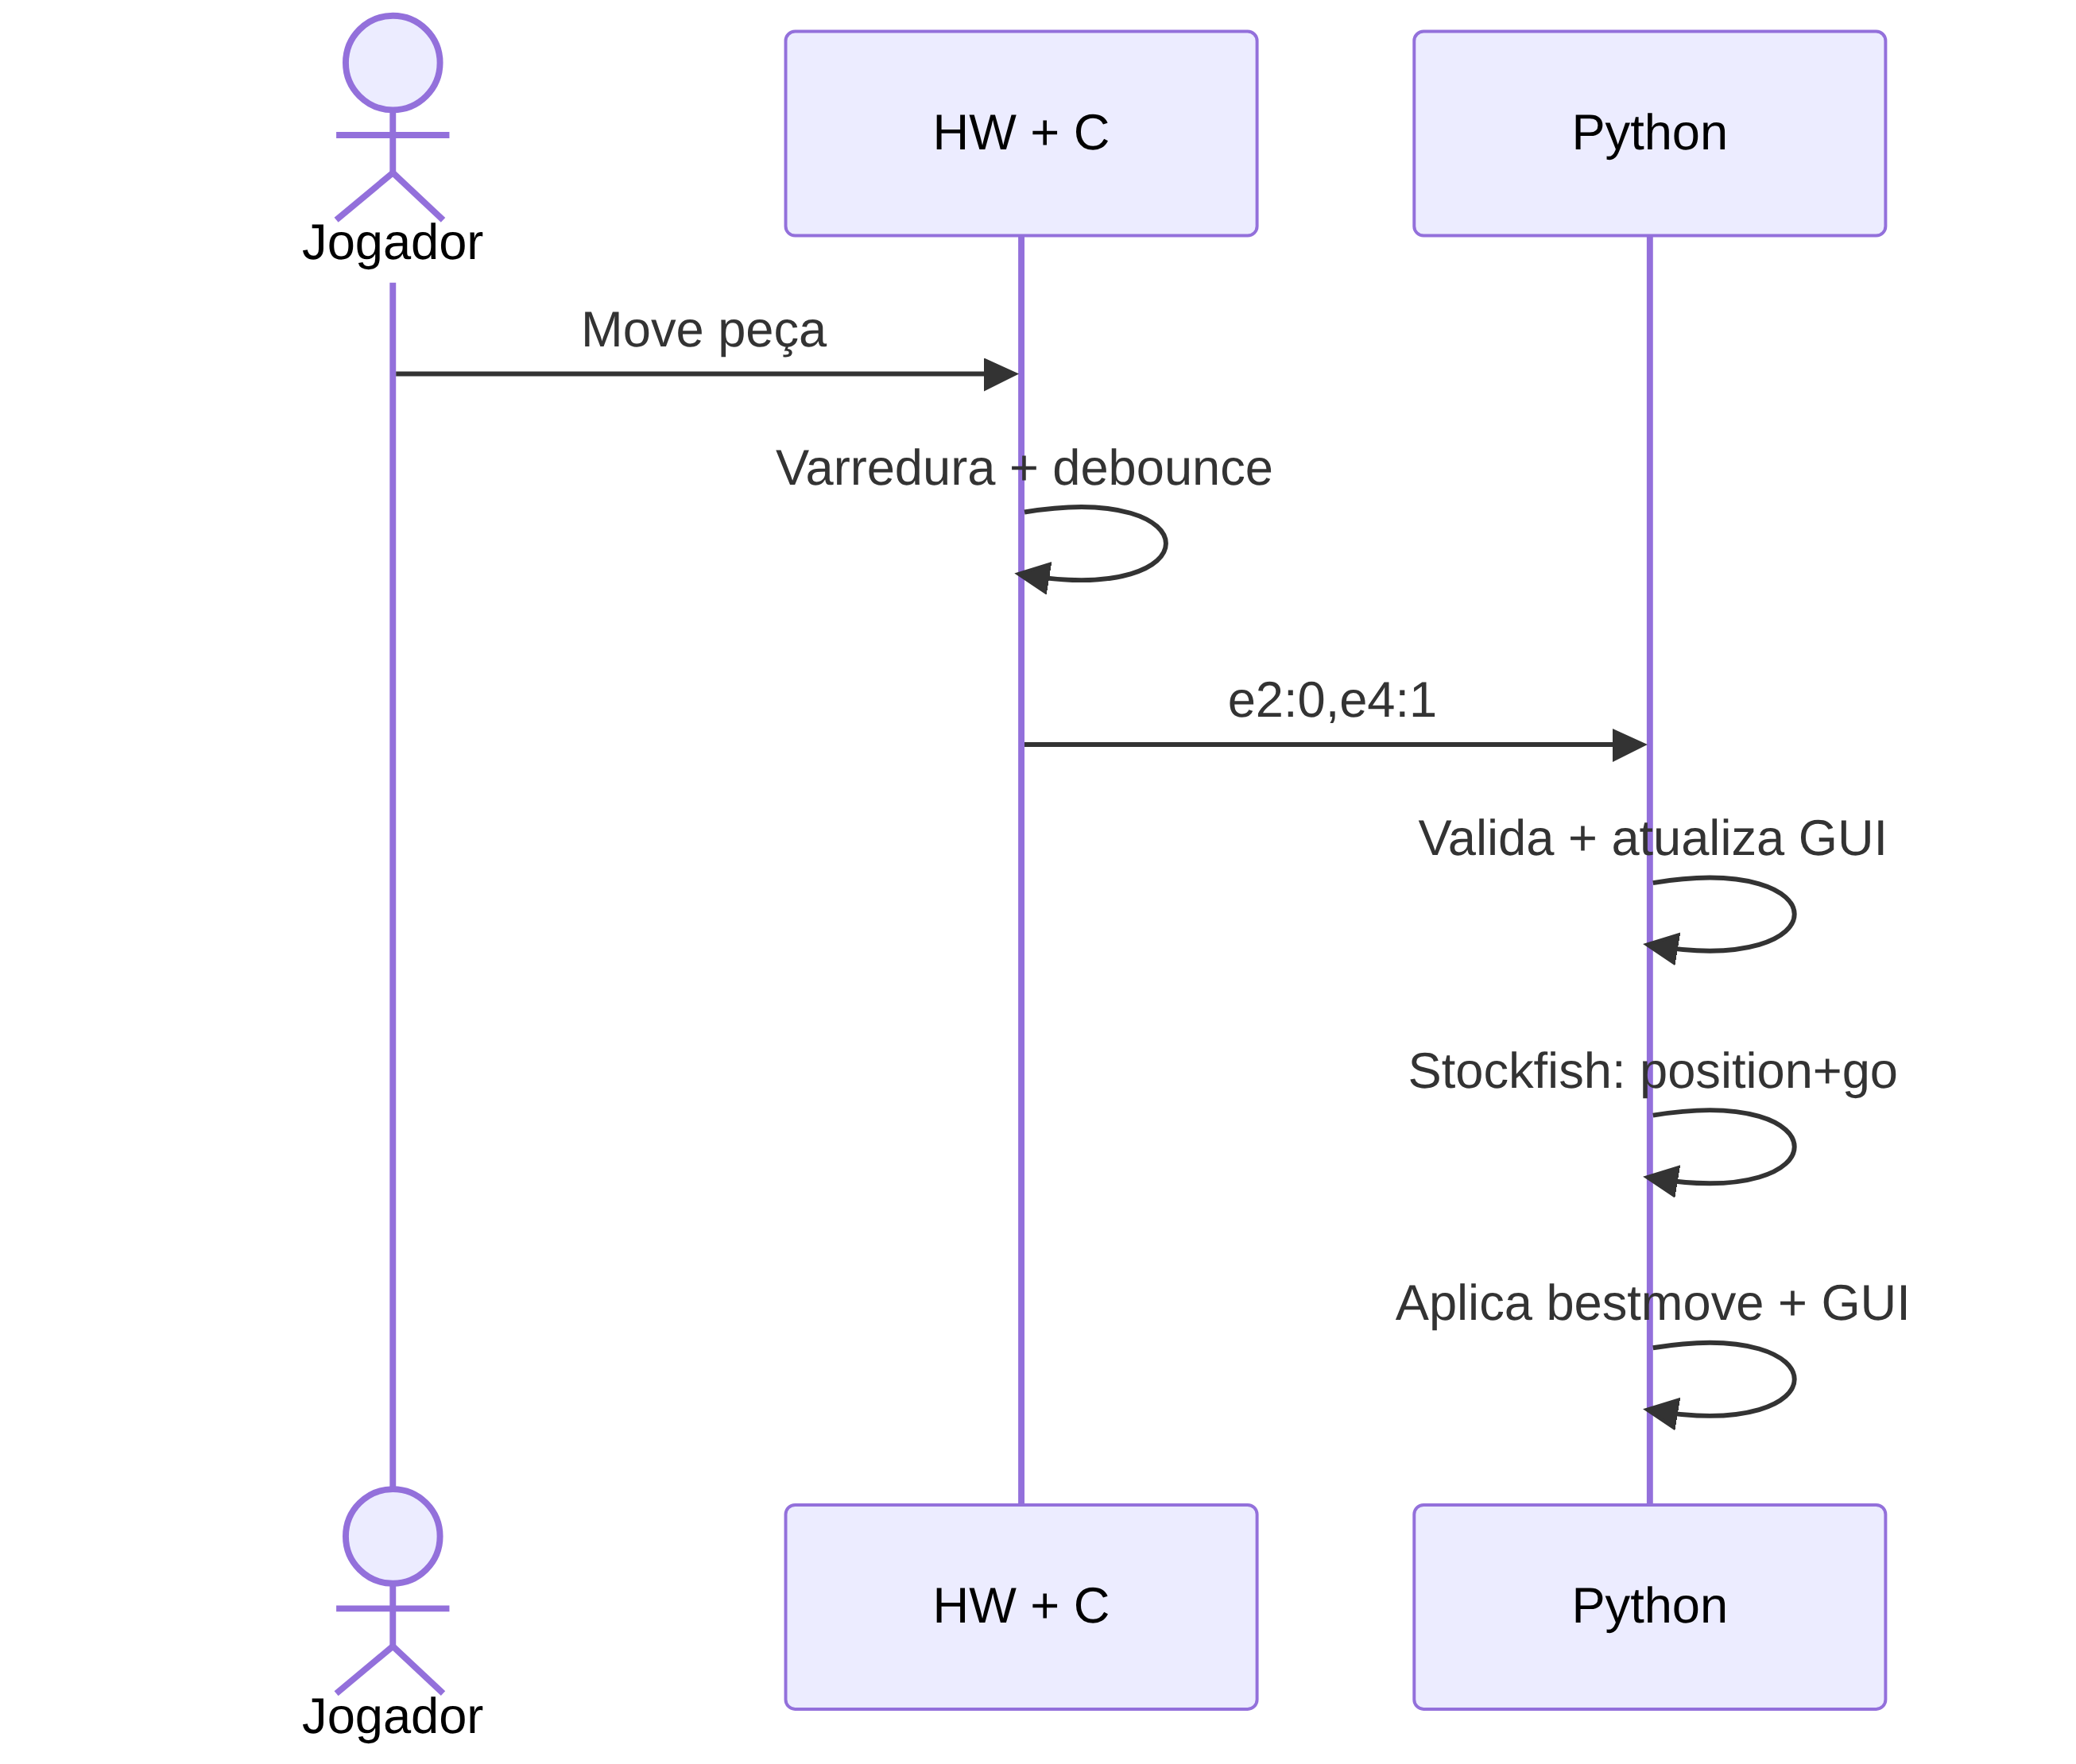 HW + C
Python
Jogador
Move peça
Varredura + debounce
e2:0,e4:1
Valida + atualiza GUI
Stockfish: position+go
Aplica bestmove + GUI
HW + C
Python
Jogador